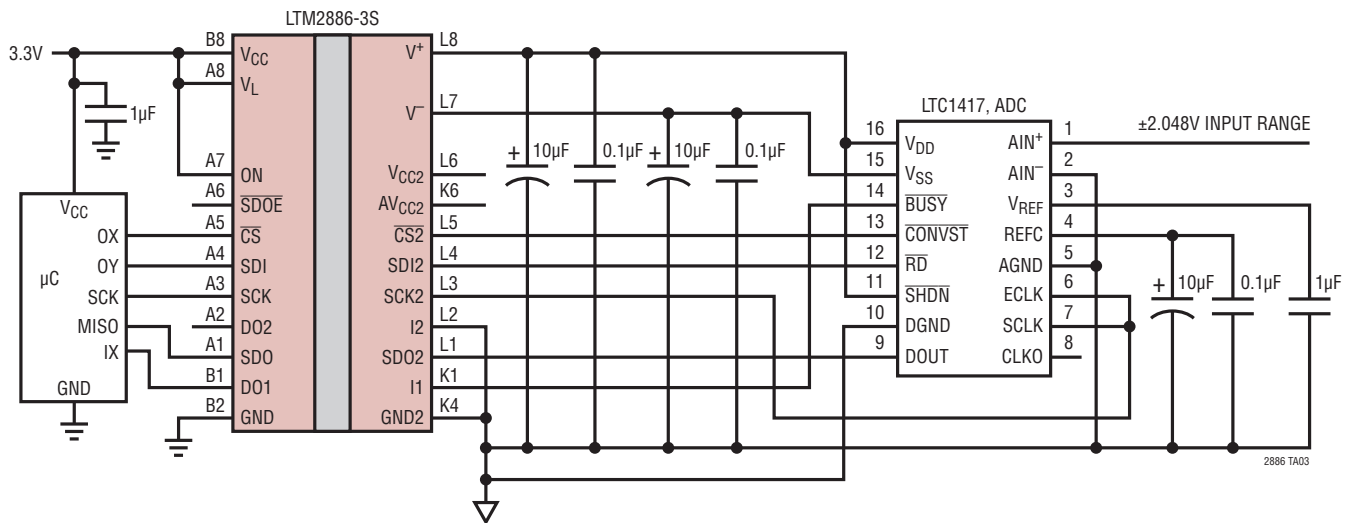 LTM2886-3S
3.3V
B8 VCC
A8 VL
1µF
A7 ON
A6 SDOE
A5 CS
A4 SDI
A3 SCK
A2 DO2
A1 SDO
B1 DO1
B2 GND
VCC
OX
OY
µC
SCK
MISO
IX
GND
V+ L8
V− L7
VCC2 L6
AVCC2 K6
CS2 L5
SDI2 L4
SCK2 L3
I2 L2
SDO2 L1
I1 K1
GND2 K4
+ 10µF
0.1µF
+ 10µF
0.1µF
LTC1417, ADC
16 VDD
15 VSS
14 BUSY
13 CONVST
12 RD
11 SHDN
10 DGND
9 DOUT
AIN+ 1
AIN− 2
VREF 3
REFC 4
AGND 5
ECLK 6
SCLK 7
CLKO 8
±2.048V INPUT RANGE
+ 10µF
0.1µF
1µF
2886 TA03